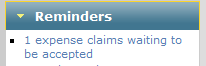 Reminders
1 expense claims waiting to
be accepted